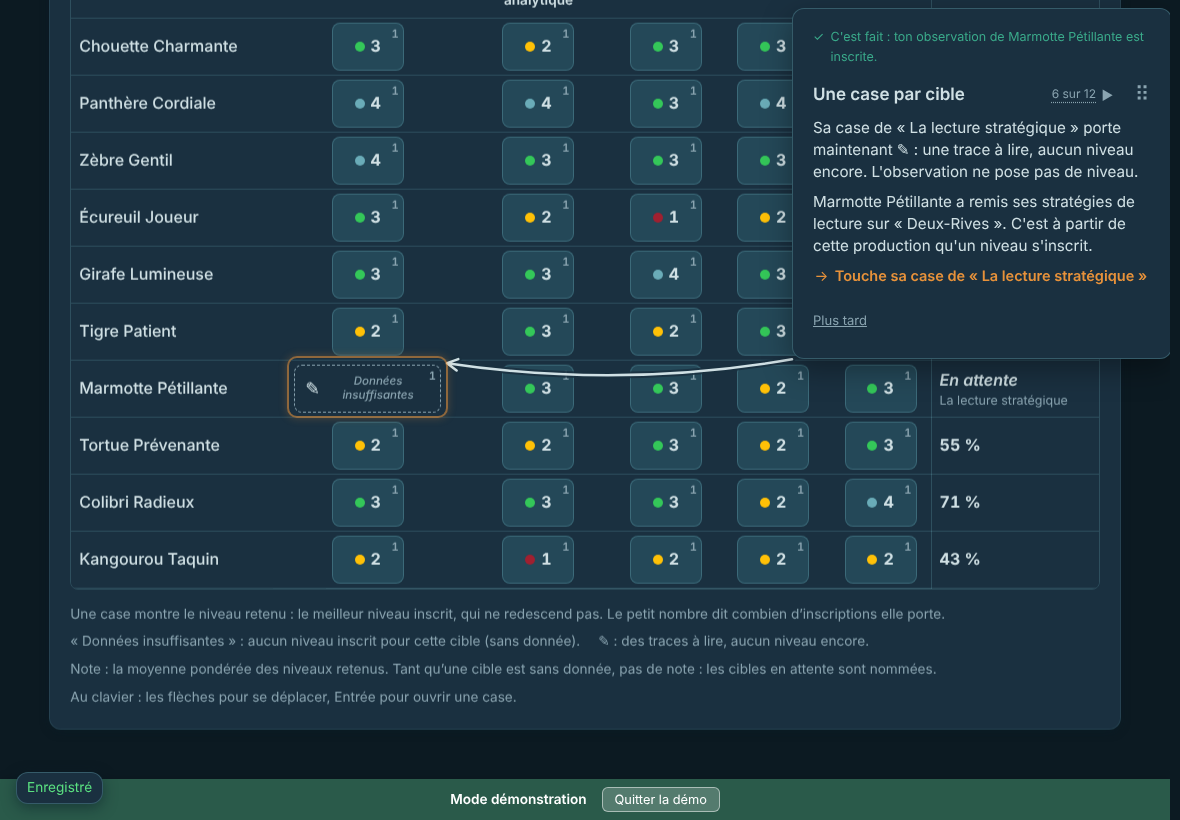 analytique
Chouette Charmante 3 1 2 1 3 1 3
Panthère Cordiale 4 1 4 1 3 1 4
Zèbre Gentil 4 1 3 1 3 1 3
Écureuil Joueur 3 1 2 1 1 1 2
Girafe Lumineuse 3 1 3 1 4 1 3
Tigre Patient 2 1 3 1 2 1 3
Marmotte Pétillante ✎ Données insuffisantes 1 3 1 3 1 2 1 3 1 En attente
La lecture stratégique
Tortue Prévenante 2 1 2 1 3 1 2 1 3 1 55 %
Colibri Radieux 3 1 3 1 3 1 2 1 4 1 71 %
Kangourou Taquin 2 1 1 1 2 1 2 1 2 1 43 %
Une case montre le niveau retenu : le meilleur niveau inscrit, qui ne redescend pas. Le petit nombre dit combien d’inscriptions elle porte.
« Données insuffisantes » : aucun niveau inscrit pour cette cible (sans donnée). ✎ : des traces à lire, aucun niveau encore.
Note : la moyenne pondérée des niveaux retenus. Tant qu’une cible est sans donnée, pas de note : les cibles en attente sont nommées.
Au clavier : les flèches pour se déplacer, Entrée pour ouvrir une case.
✓ C'est fait : ton observation de Marmotte Pétillante est
inscrite.
Une case par cible 6 sur 12 ▶
Sa case de « La lecture stratégique » porte
maintenant ✎ : une trace à lire, aucun niveau
encore. L'observation ne pose pas de niveau.
Marmotte Pétillante a remis ses stratégies de
lecture sur « Deux-Rives ». C'est à partir de
cette production qu'un niveau s'inscrit.
→ Touche sa case de « La lecture stratégique »
Plus tard
Enregistré
Mode démonstration Quitter la démo